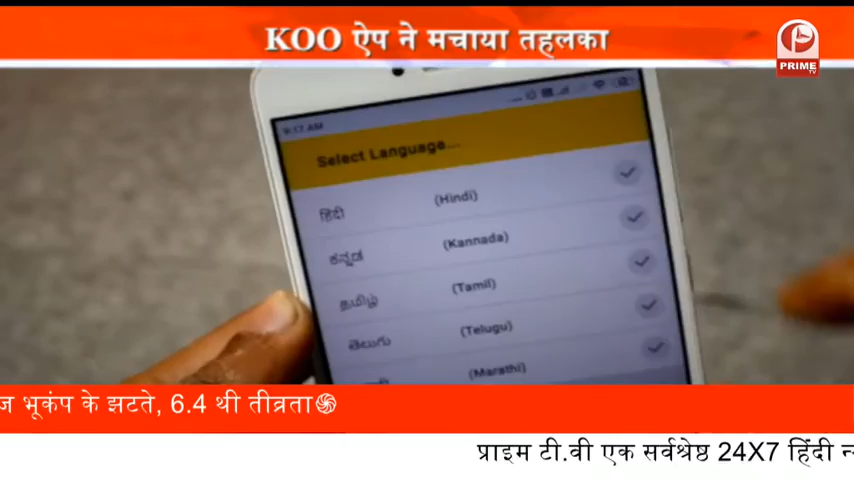 KOO ऐप ने मचाया तहलका
PRIME
TV
9:17 AM
Select Language...
हिंदी (Hindi)
ಕನ್ನಡ (Kannada)
தமிழ் (Tamil)
తెలుగు (Telugu)
(Marathi)
भूकंप के झटते, 6.4 थी तीव्रता
प्राइम टी.वी एक सर्वश्रेष्ठ 24X7 हिंदी